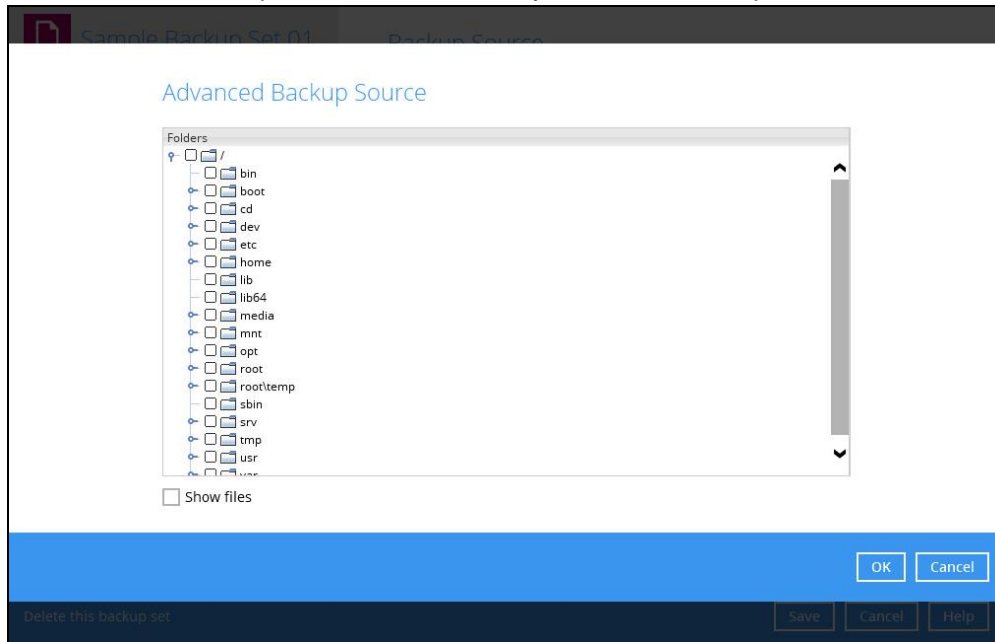 Sample Backup Set 01
Backup Source
Advanced Backup Source
Folders
/
bin
boot
cd
dev
etc
home
lib
lib64
media
mnt
opt
root
root\temp
sbin
srv
tmp
usr
var
Show files
OK Cancel
Delete this backup set Save Cancel Help